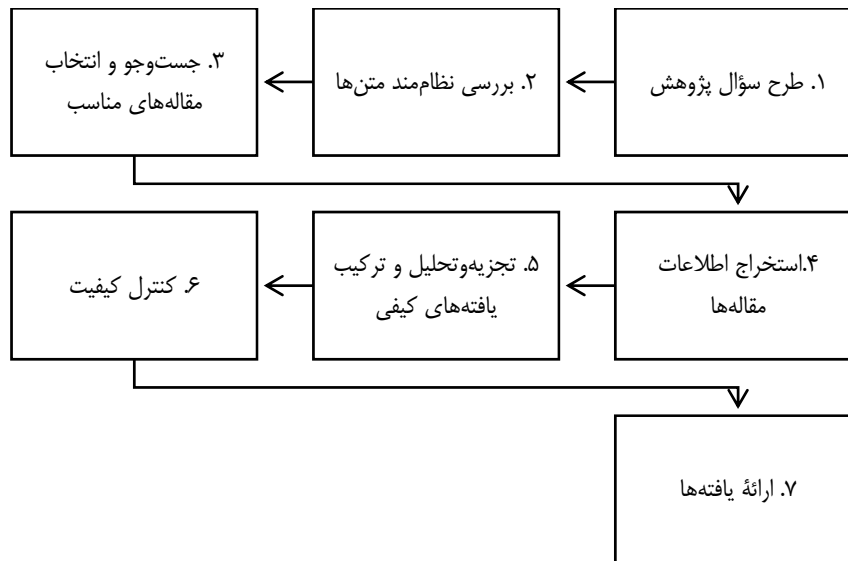 ۱. طرح سؤال پژوهش
۲. بررسی نظام‌مند متن‌ها
۳. جست‌وجو و انتخاب
مقاله‌های مناسب
۴.استخراج اطلاعات
مقاله‌ها
۵. تجزیه‌وتحلیل و ترکیب
یافته‌های کیفی
۶. کنترل کیفیت
۷. ارائۀ یافته‌ها